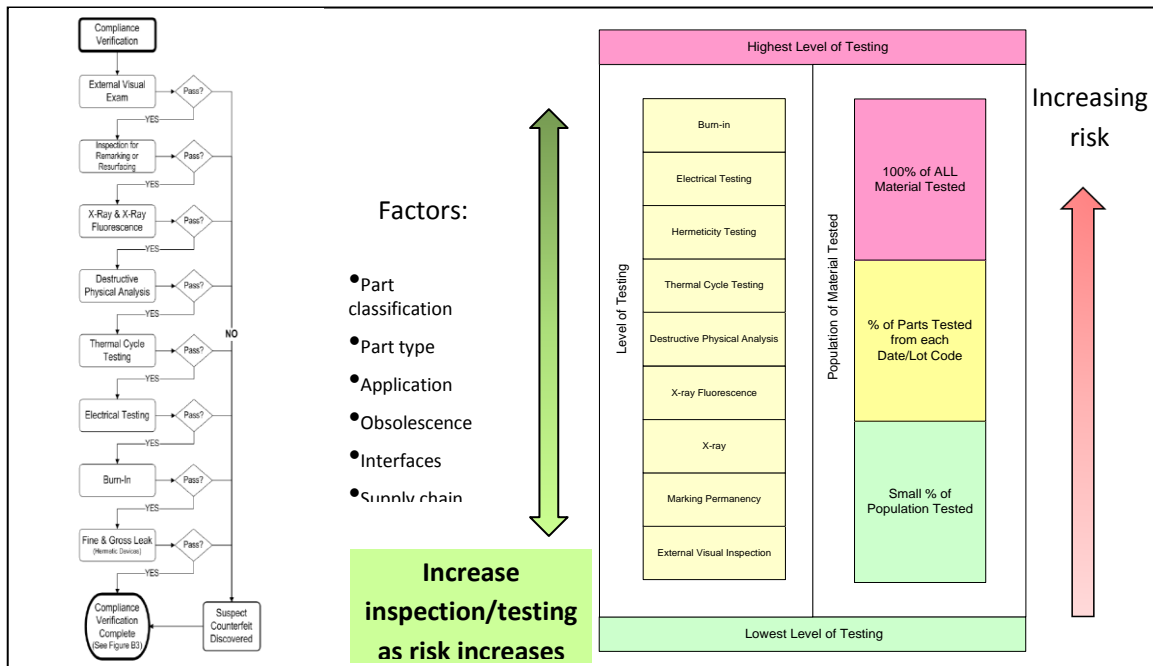 Compliance
Verification
External Visual
Exam
Pass?
YES
Inspection for
Remarking or
Resurfacing
Pass?
YES
X-Ray & X-Ray
Fluorescence
Pass?
YES
Destructive
Physical Analysis
Pass?
YES
Thermal Cycle
Testing
Pass?
NO
YES
Electrical Testing
Pass?
YES
Burn-In
Pass?
YES
Fine & Gross Leak
(Hermetic Devices)
Pass?
YES
Compliance
Verification
Complete
(See Figure B3)
Suspect
Counterfeit
Discovered
Factors:
•Part
classification
•Part type
•Application
•Obsolescence
•Interfaces
•Supply chain
Increase
inspection/testing
as risk increases
Highest Level of Testing
Level of Testing
Burn-in
Electrical Testing
Hermeticity Testing
Thermal Cycle Testing
Destructive Physical Analysis
X-ray Fluorescence
X-ray
Marking Permanency
External Visual Inspection
Population of Material Tested
100% of ALL
Material Tested
% of Parts Tested
from each
Date/Lot Code
Small % of
Population Tested
Lowest Level of Testing
Increasing
risk